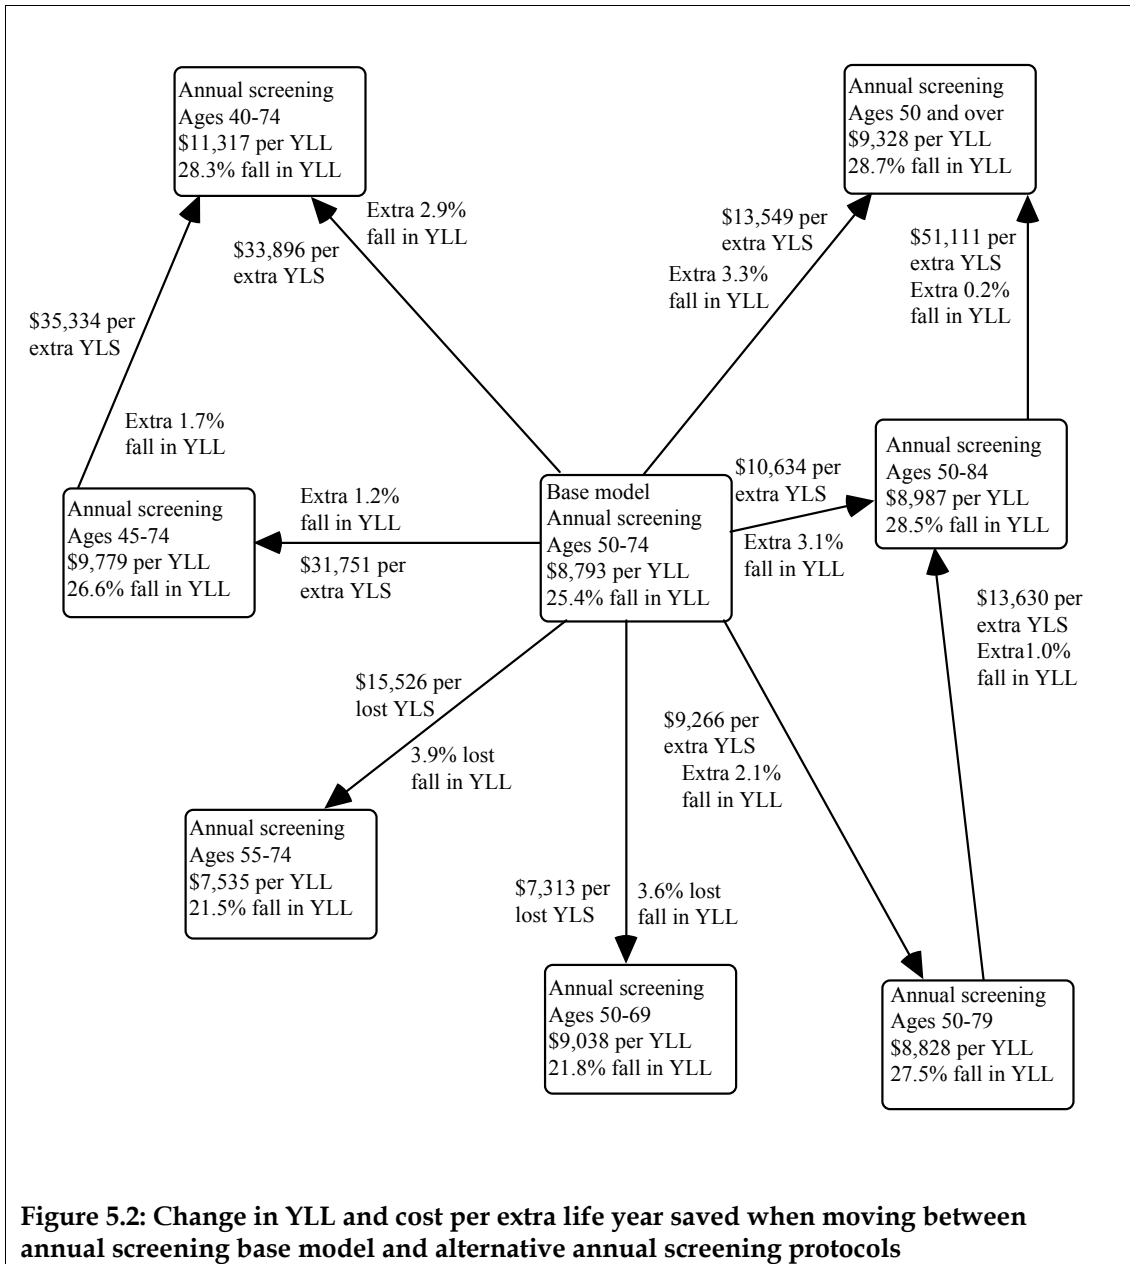 Annual screening
Ages 40-74
$11,317 per YLL
28.3% fall in YLL
Annual screening
Ages 50 and over
$9,328 per YLL
28.7% fall in YLL
Extra 2.9%
fall in YLL
$33,896 per
extra YLS
$13,549 per
extra YLS
Extra 3.3%
fall in YLL
$51,111 per
extra YLS
Extra 0.2%
fall in YLL
$35,334 per
extra YLS
Extra 1.7%
fall in YLL
Annual screening
Ages 45-74
$9,779 per YLL
26.6% fall in YLL
Extra 1.2%
fall in YLL
$31,751 per
extra YLS
Base model
Annual screening
Ages 50-74
$8,793 per YLL
25.4% fall in YLL
$10,634 per
extra YLS
Extra 3.1%
fall in YLL
Annual screening
Ages 50-84
$8,987 per YLL
28.5% fall in YLL
$13,630 per
extra YLS
Extra1.0%
fall in YLL
$15,526 per
lost YLS
3.9% lost
fall in YLL
$9,266 per
extra YLS
Extra 2.1%
fall in YLL
Annual screening
Ages 55-74
$7,535 per YLL
21.5% fall in YLL
$7,313 per
lost YLS
3.6% lost
fall in YLL
Annual screening
Ages 50-69
$9,038 per YLL
21.8% fall in YLL
Annual screening
Ages 50-79
$8,828 per YLL
27.5% fall in YLL
Figure 5.2: Change in YLL and cost per extra life year saved when moving between
annual screening base model and alternative annual screening protocols